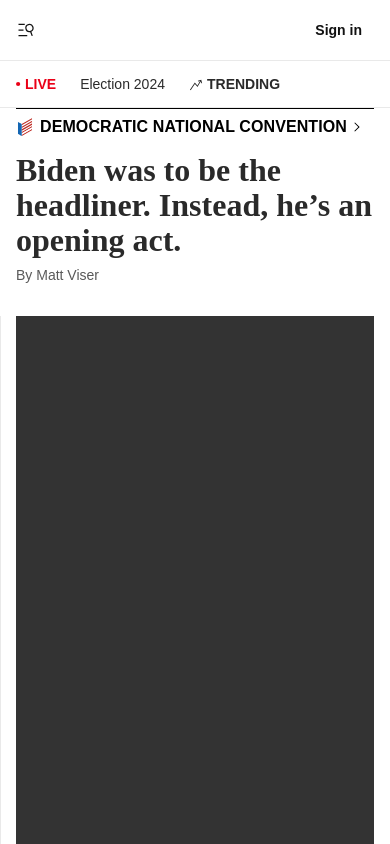 Sign in
LIVE
Election 2024
TRENDING
DEMOCRATIC NATIONAL CONVENTION
Biden was to be the
headliner. Instead, he’s an
opening act.
By Matt Viser